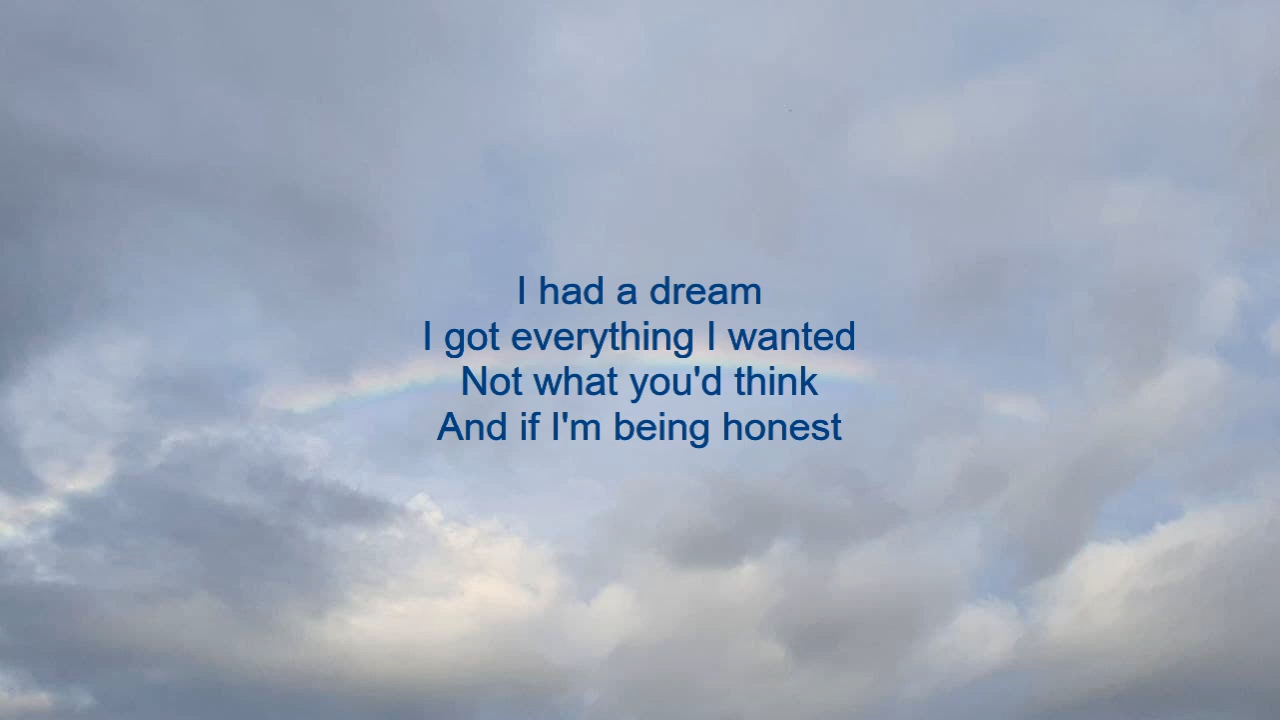 I had a dream
I got everything I wanted
Not what you'd think
And if I'm being honest